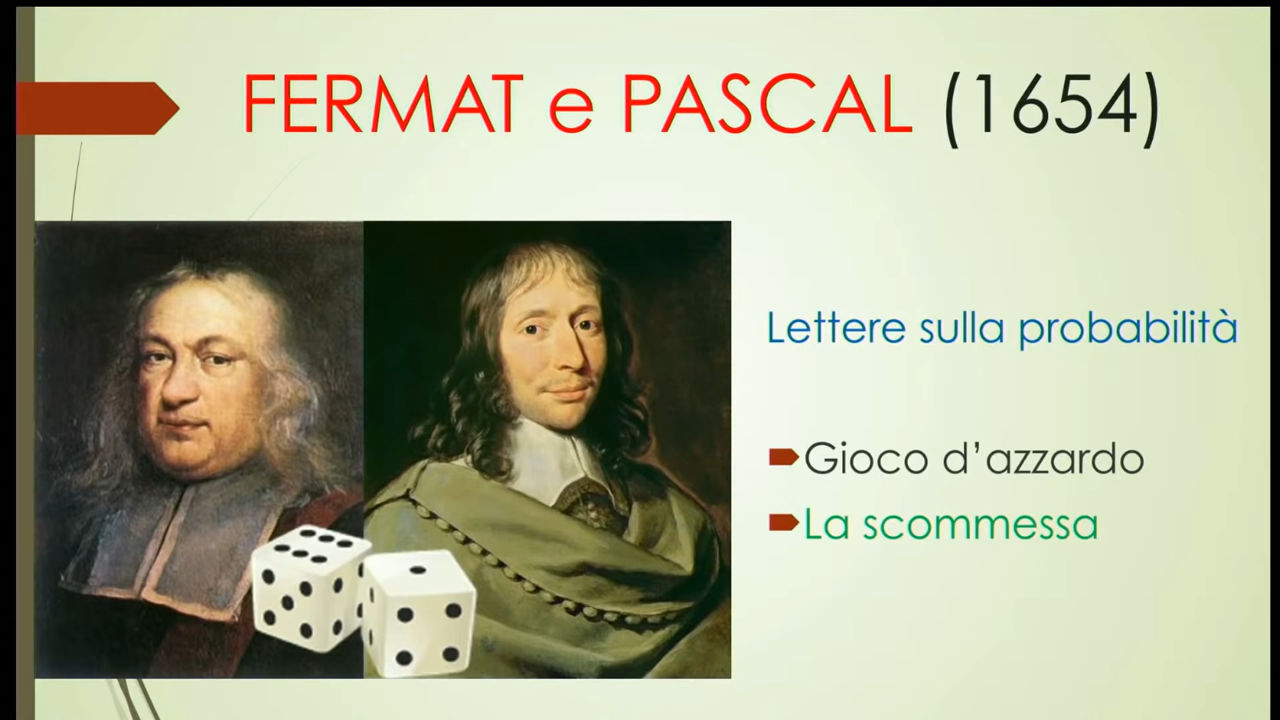 FERMAT e PASCAL (1654)
Lettere sulla probabilità
Gioco d’azzardo
La scommessa